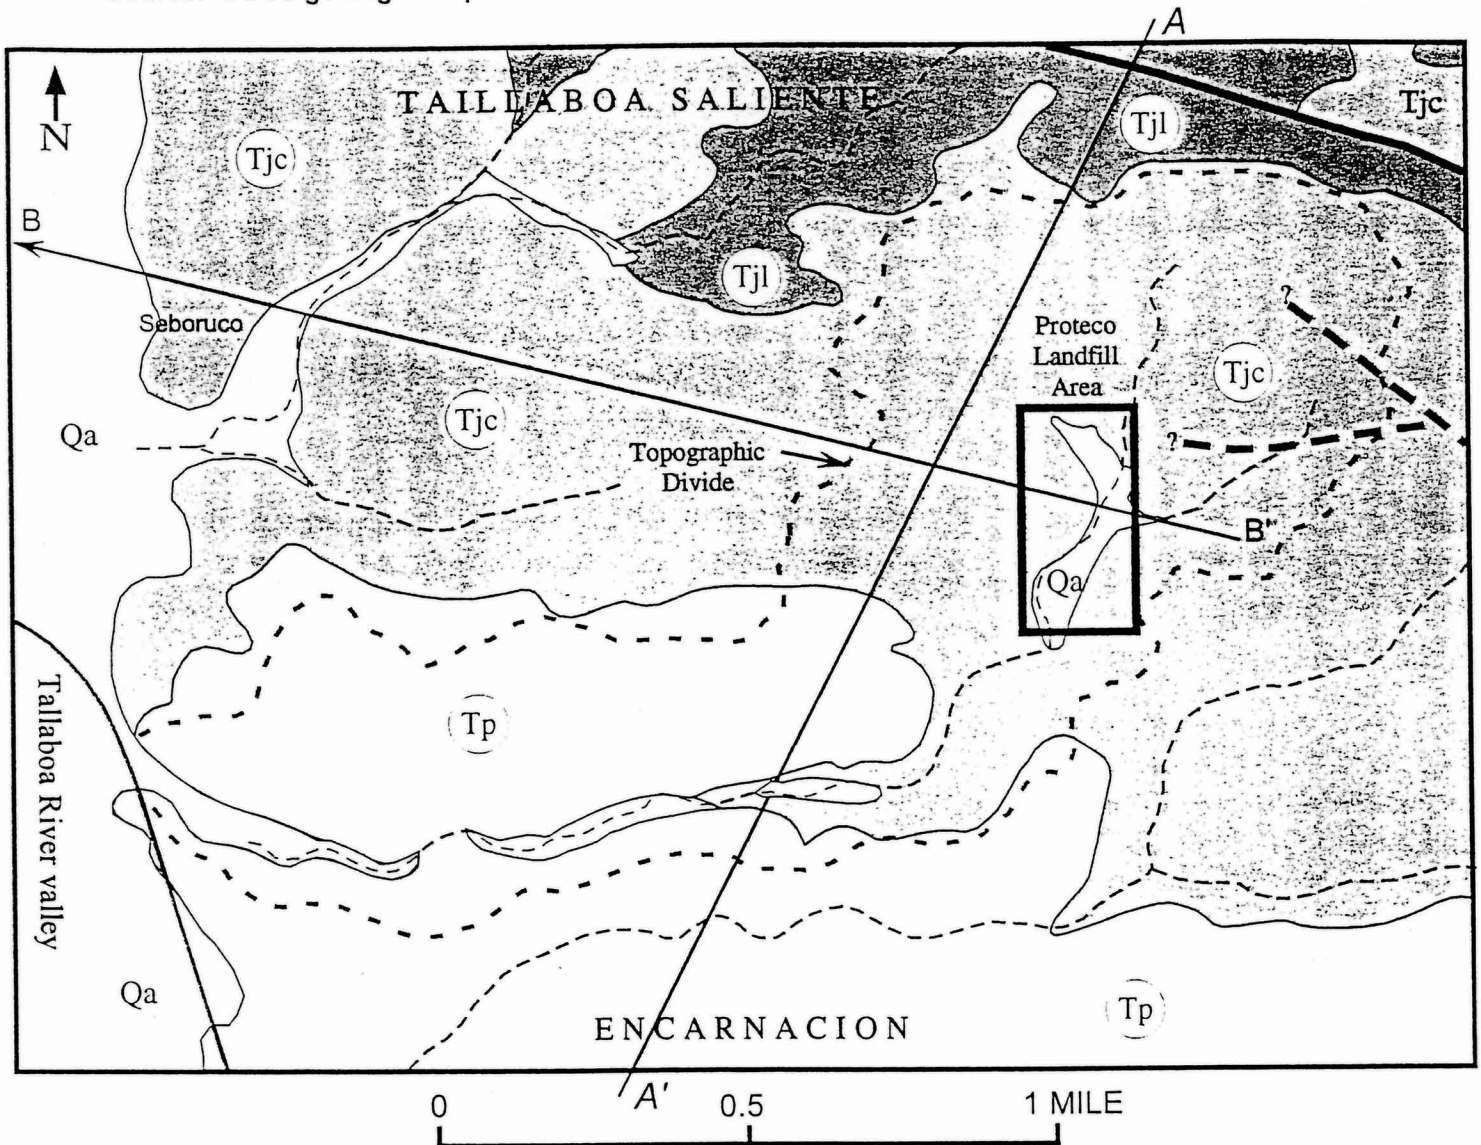 A
N
TAILLABOA SALIENTE
Tjc
Tjl
Tjc
B
Tjl
Seboruco
Proteco
Landfill
Area
?
Tjc
Tjc
Qa
Topographic
Divide
?
B"
Qa
Tallaboa River valley
Tp
Qa
Tp
ENCARNACION
A'
0 0.5 1 MILE